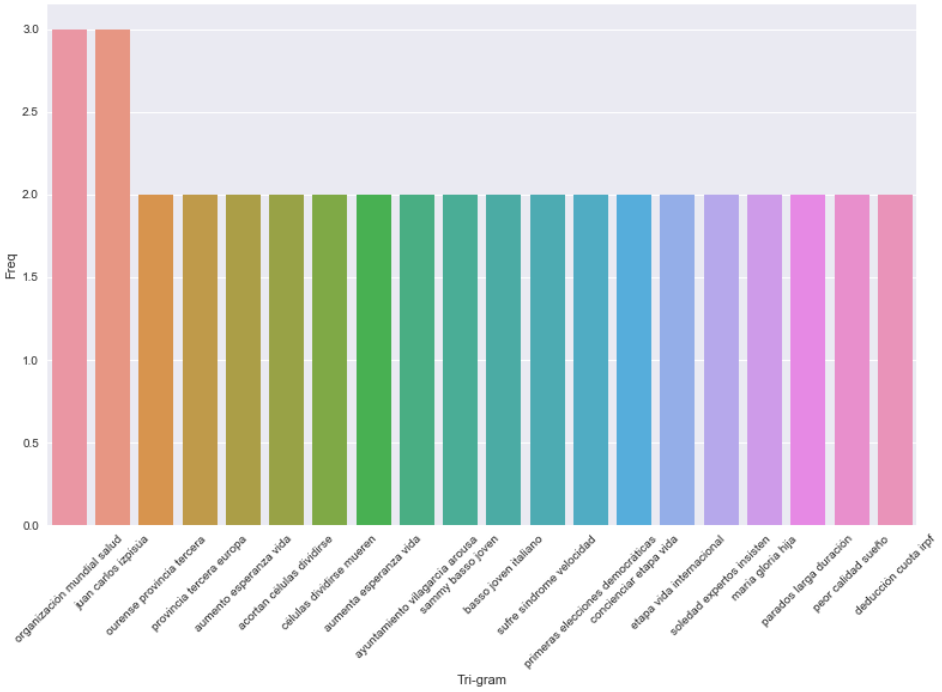 3.0
2.5
2.0
1.5
1.0
0.5
0.0
Freq
organización mundial salud
juan carlos izpisúa
ourense provincia tercera
provincia tercera europa
aumento esperanza vida
acortan células dividirse
células dividirse mueren
aumenta esperanza vida
ayuntamiento vilagarcía arousa
sammy basso joven
basso joven italiano
sufre síndrome velocidad
primeras elecciones democráticas
concienciar etapa vida
etapa vida internacional
soledad expertos insisten
maría gloria hija
parados larga duración
peor calidad sueño
deducción cuota irpf
Tri-gram